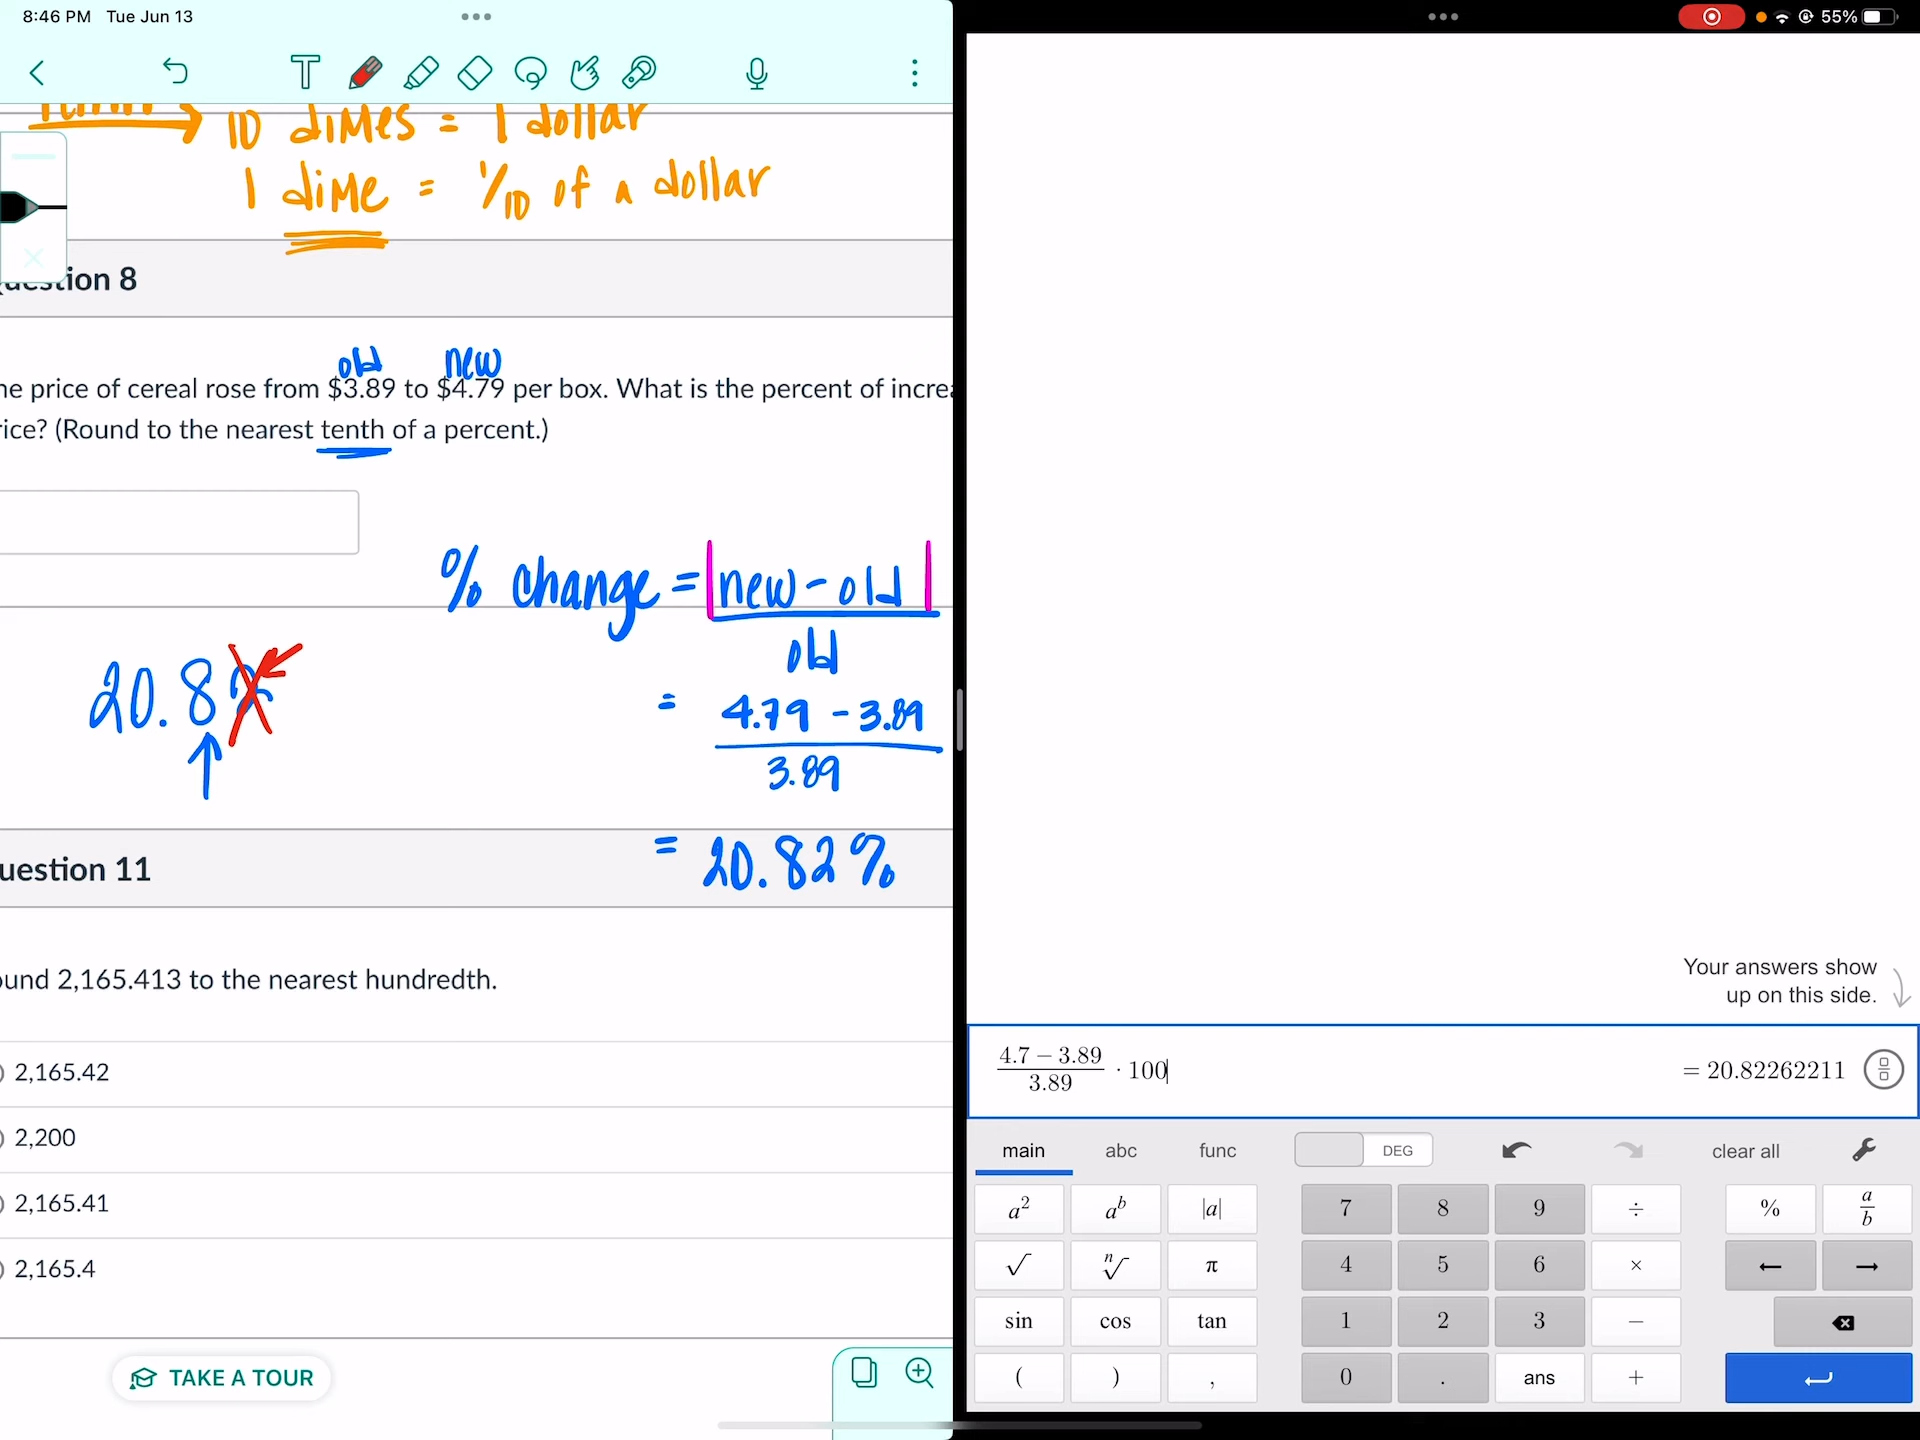 8:46 PM Tue Jun 13
55%
10 dimes = 1 dollar
1 dime = 1/10 of a dollar
uestion 8
old new
he price of cereal rose from $3.89 to $4.79 per box. What is the percent of incre
rice? (Round to the nearest tenth of a percent.)
% change = |new - old|
old
= 4.79 - 3.89
3.89
= 20.82%
20.82
uestion 11
ound 2,165.413 to the nearest hundredth.
2,165.42
2,200
2,165.41
2,165.4
TAKE A TOUR
Your answers show
up on this side.
4.7 − 3.89
3.89
· 100
= 20.82262211
main abc func DEG clear all
a² aᵇ |a| 7 8 9 ÷ % a/b
√ ⁿ√ π 4 5 6 × ← →
sin cos tan 1 2 3 −
( ) , 0 . ans +